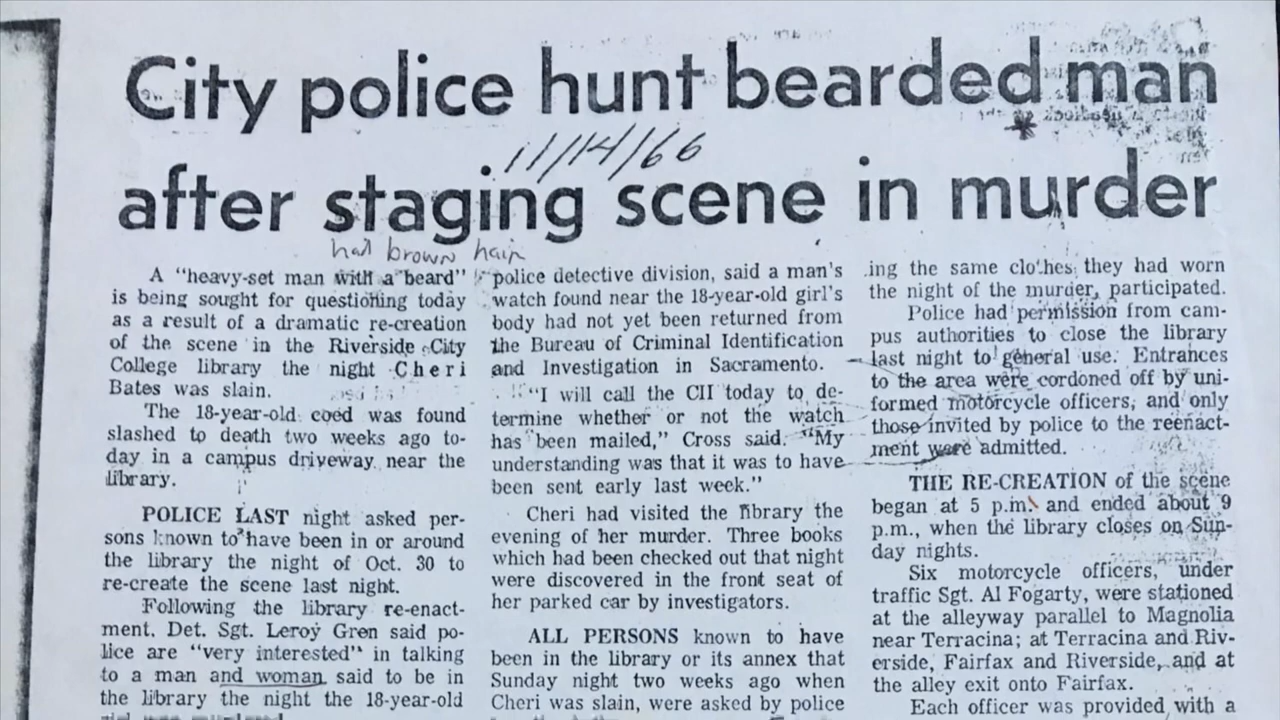 City police hunt bearded man
11/14/66
after staging scene in murder
had brown hair
A "heavy-set man with a beard"
is being sought for questioning today
as a result of a dramatic re-creation
of the scene in the Riverside City
College library the night Cheri
Bates was slain.
The 18-year-old coed was found
slashed to death two weeks ago to-
day in a campus driveway near the
library.
POLICE LAST night asked per-
sons known to have been in or around
the library the night of Oct. 30 to
re-create the scene last night.
Following the library re-enact-
ment, Det. Sgt. Leroy Gren said po-
lice are "very interested" in talking
to a man and woman said to be in
the library the night the 18-year-old
police detective division, said a man's
watch found near the 18-year-old girl's
body had not yet been returned from
the Bureau of Criminal Identification
and Investigation in Sacramento.
"I will call the CII today to de-
termine whether or not the watch
has been mailed," Cross said. "My
understanding was that it was to have
been sent early last week."
Cheri had visited the library the
evening of her murder. Three books
which had been checked out that night
were discovered in the front seat of
her parked car by investigators.
ALL PERSONS known to have
been in the library or its annex that
Sunday night two weeks ago when
Cheri was slain, were asked by police
ing the same clothes they had worn
the night of the murder, participated.
Police had permission from cam-
pus authorities to close the library
last night to general use. Entrances
to the area were cordoned off by uni-
formed motorcycle officers, and only
those invited by police to the reenact-
ment were admitted.
THE RE-CREATION of the scene
began at 5 p.m. and ended about 9
p.m., when the library closes on Sun-
day nights.
Six motorcycle officers, under
traffic Sgt. Al Fogarty, were stationed
at the alleyway parallel to Magnolia
near Terracina; at Terracina and Riv-
erside, Fairfax and Riverside, and at
the alley exit onto Fairfax.
Each officer was provided with a